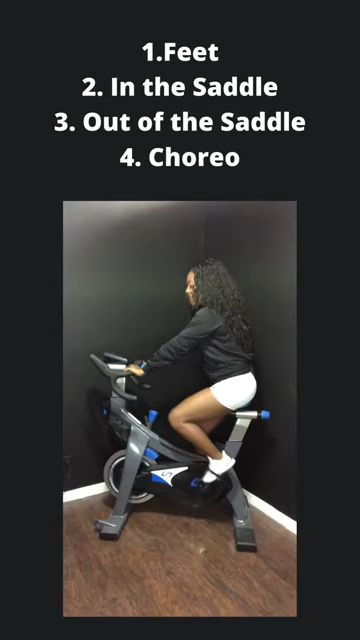 1.Feet
2. In the Saddle
3. Out of the Saddle
4. Choreo